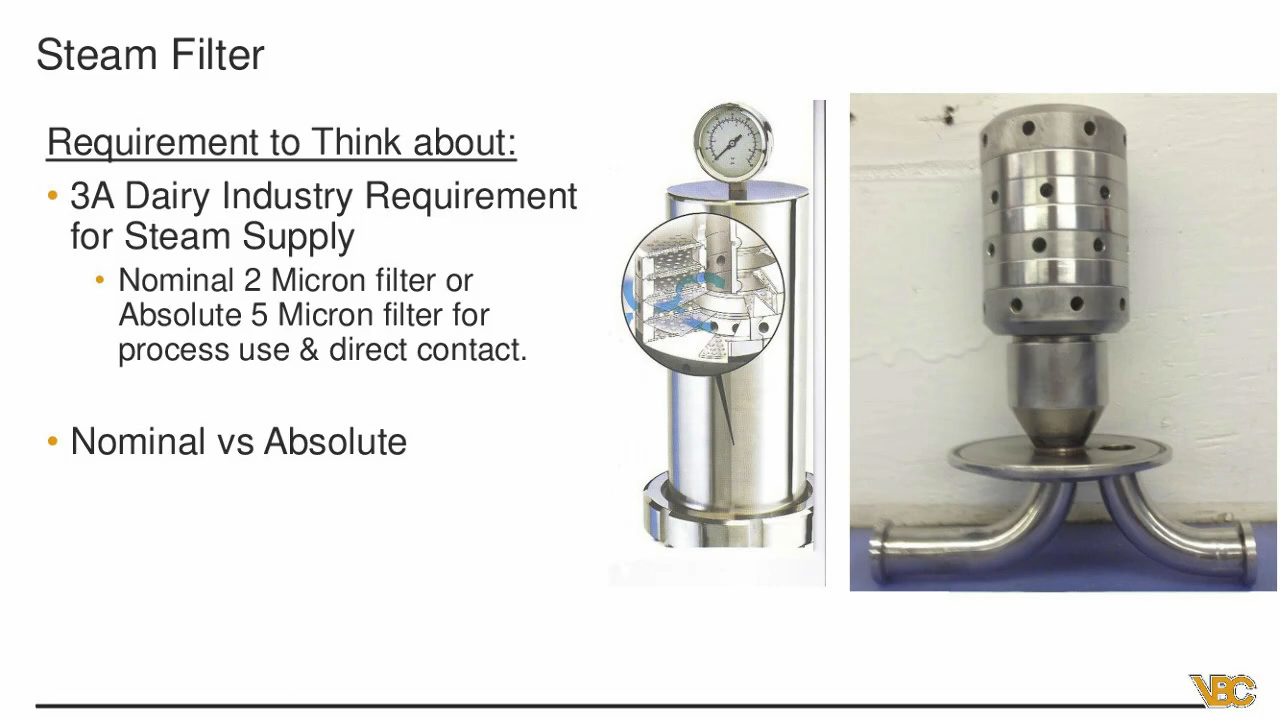 Steam Filter
Requirement to Think about:
• 3A Dairy Industry Requirement
for Steam Supply
• Nominal 2 Micron filter or
Absolute 5 Micron filter for
process use & direct contact.
• Nominal vs Absolute
VBC